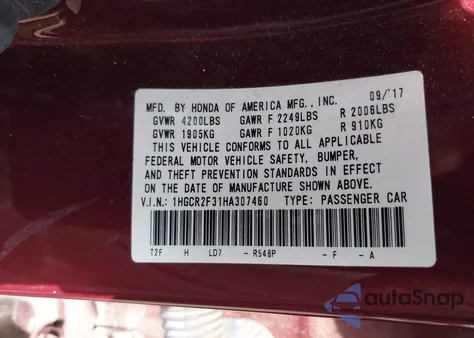 MFD. BY HONDA OF AMERICA MFG., INC. 09/'17
GVWR 4200LBS GAWR F 2249LBS R 2006LBS
GVWR 1905KG GAWR F 1020KG R 910KG
THIS VEHICLE CONFORMS TO ALL APPLICABLE
FEDERAL MOTOR VEHICLE SAFETY, BUMPER,
AND THEFT PREVENTION STANDARDS IN EFFECT
ON THE DATE OF MANUFACTURE SHOWN ABOVE.
V.I.N.: 1HGCR2F31HA307460 TYPE: PASSENGER CAR
T2F H LD7 - R548P - F - A
autoSnap